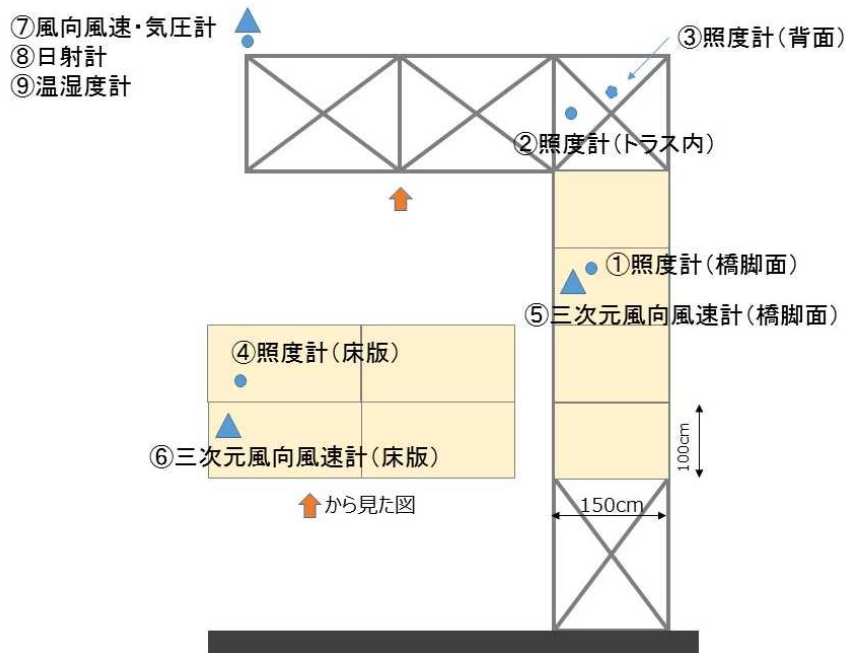 ⑦風向風速・気圧計
⑧日射計
⑨温湿度計
③照度計(背面)
②照度計(トラス内)
①照度計(橋脚面)
⑤三次元風向風速計(橋脚面)
④照度計(床版)
⑥三次元風向風速計(床版)
から見た図
100cm
150cm